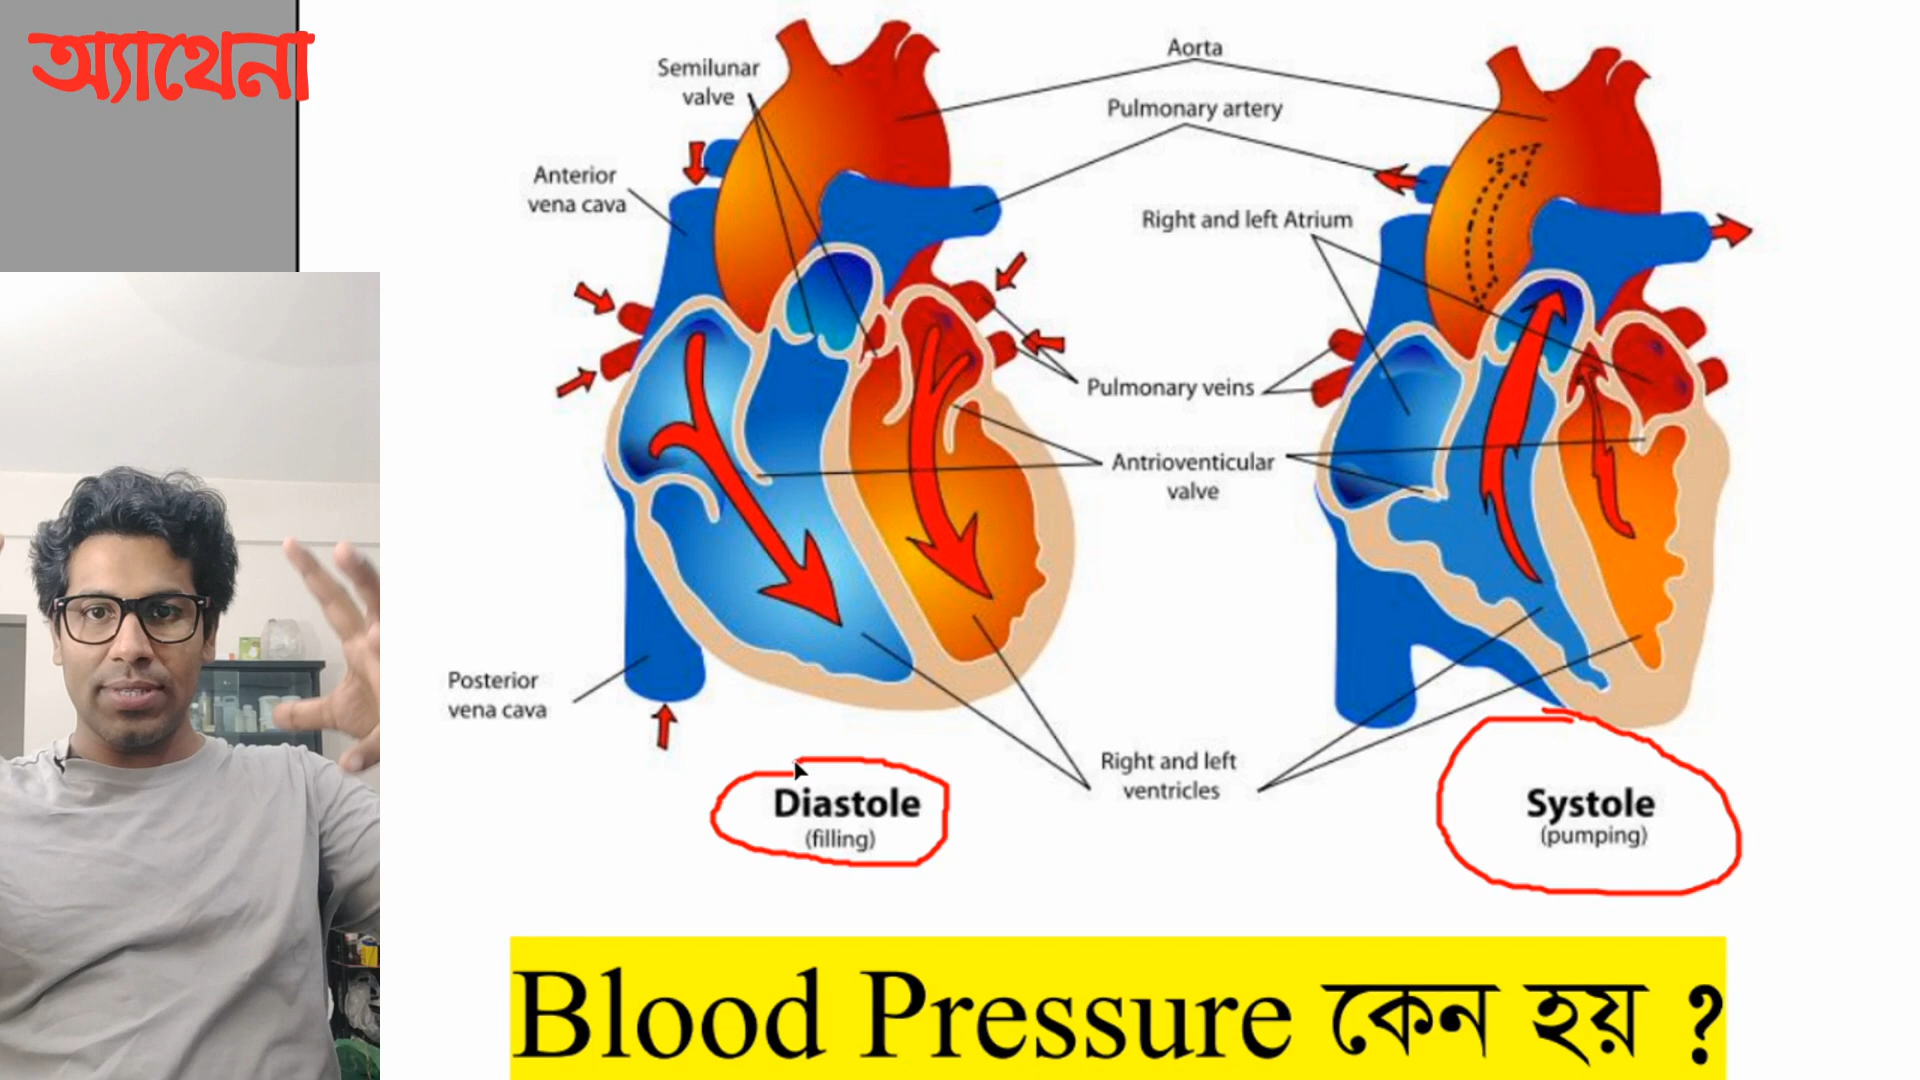 অ্যাথেনা
Semilunar
valve
Aorta
Pulmonary artery
Anterior
vena cava
Right and left Atrium
Pulmonary veins
Antrioventicular
valve
Posterior
vena cava
Right and left
ventricles
Diastole
(filling)
Systole
(pumping)
Blood Pressure কেন হয় ?